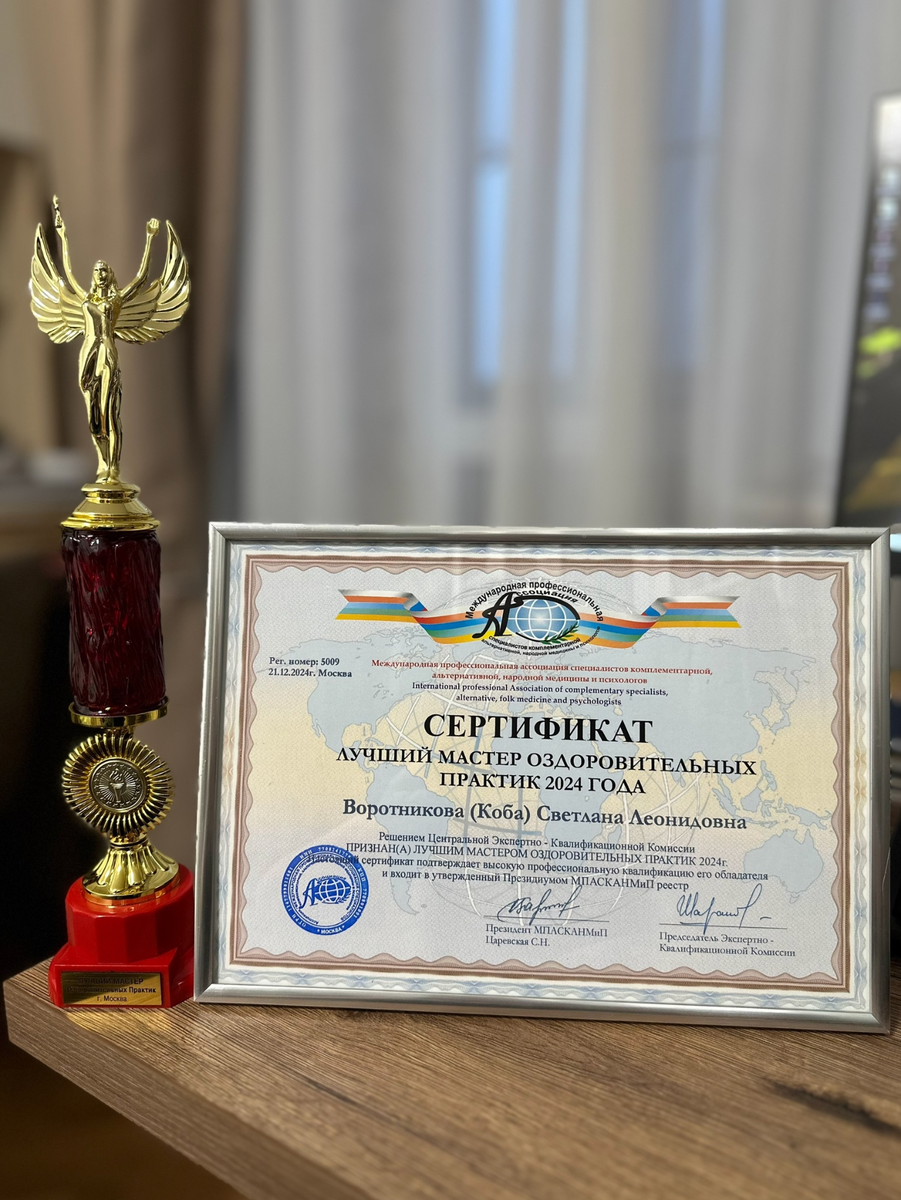 Международная профессиональная
Ассоциация
специалистов комплементарной
Рег. номер: 5009
21.12.2024г. Москва
Международная профессиональная ассоциация специалистов комплементарной,
альтернативной, народной медицины и психологов
International professional Association of complementary specialists,
alternative, folk medicine and psychologists
СЕРТИФИКАТ
ЛУЧШИЙ МАСТЕР ОЗДОРОВИТЕЛЬНЫХ
ПРАКТИК 2024 ГОДА
Воротникова (Коба) Светлана Леонидовна
Решением Центральной Экспертно - Квалификационной Комиссии
ПРИЗНАН(А) ЛУЧШИМ МАСТЕРОМ ОЗДОРОВИТЕЛЬНЫХ ПРАКТИК 2024г.
Настоящий сертификат подтверждает высокую профессиональную квалификацию его обладателя
и входит в утвержденный Президиумом МПАСКАНМиП реестр
МОСКВА
Президент МПАСКАНМиП
Царевская С.Н.
Председатель Экспертно -
Квалификационной Комиссии
МАСТЕР
Практик
г. Москва